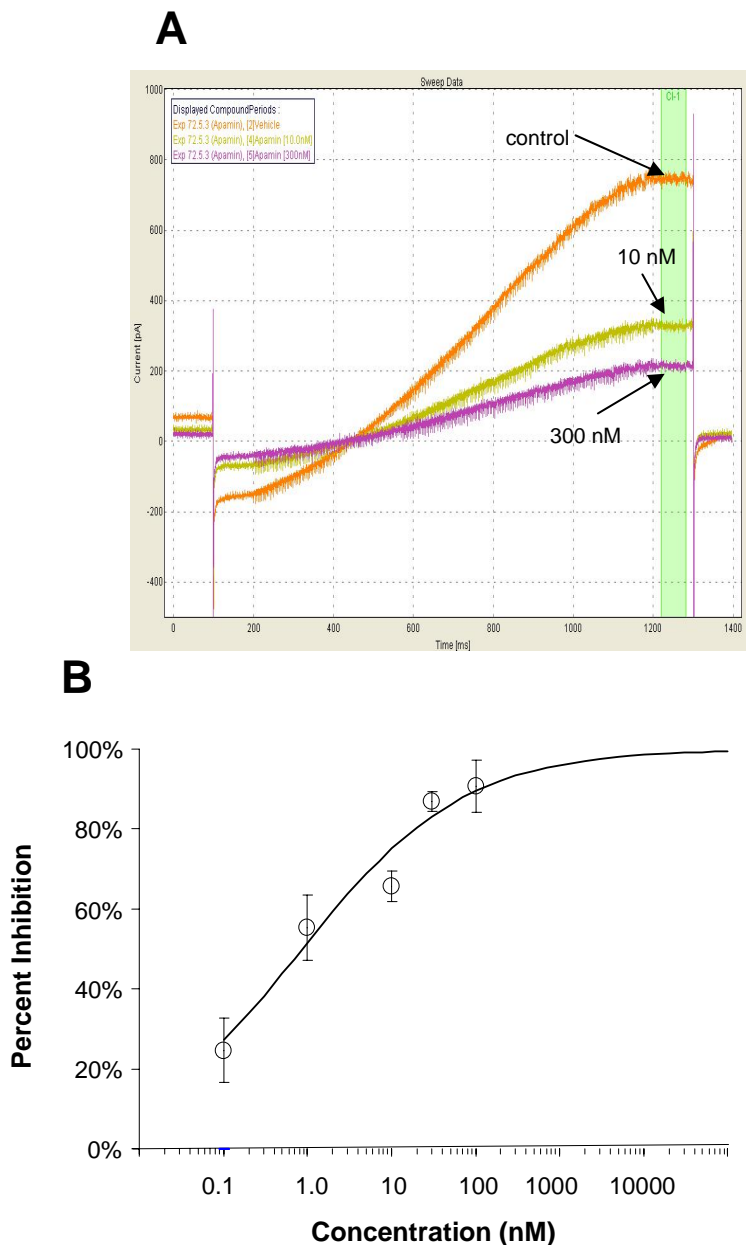 A
Sweep Data
Displayed CompoundPeriods :
Exp 72.5.3 (Apamin), [2]Vehicle
Exp 72.5.3 (Apamin), [4]Apamin [10.0nM]
Exp 72.5.3 (Apamin), [5]Apamin [300nM]
CI-1
control
10 nM
300 nM
Current [pA]
1000
800
600
400
200
0
-200
-400
0 200 400 600 800 1000 1200 1400
Time [ms]
B
Percent Inhibition
100%
80%
60%
40%
20%
0%
0.1 1.0 10 100 1000 10000
Concentration (nM)